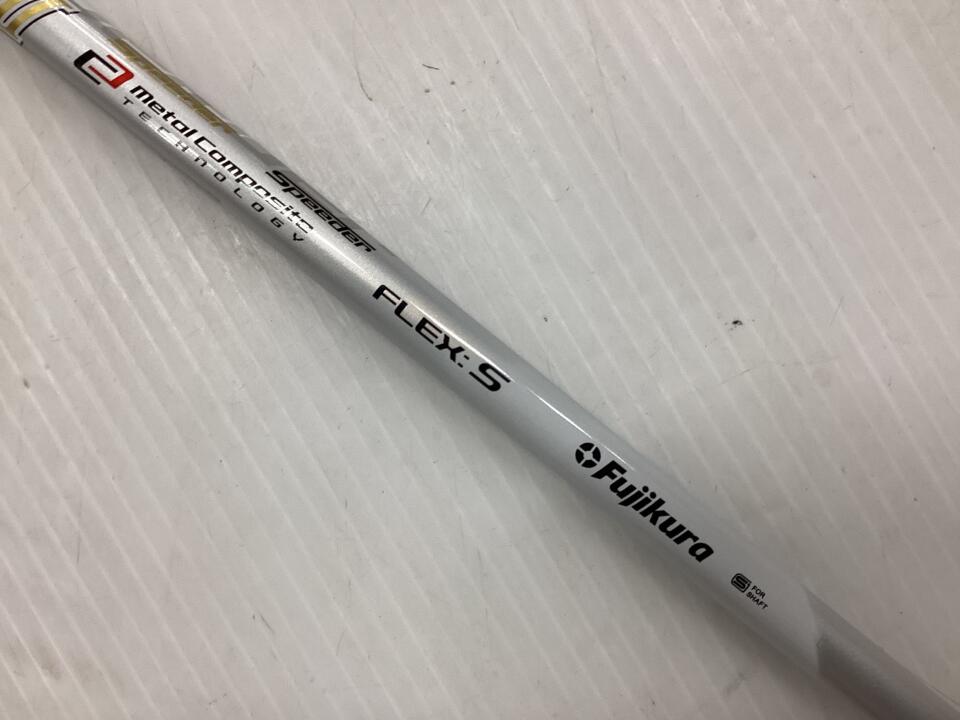 Metal Composite
TECHNOLOGY
Speeder
FLEX: S
Fujikura
S FOR
SHAFT